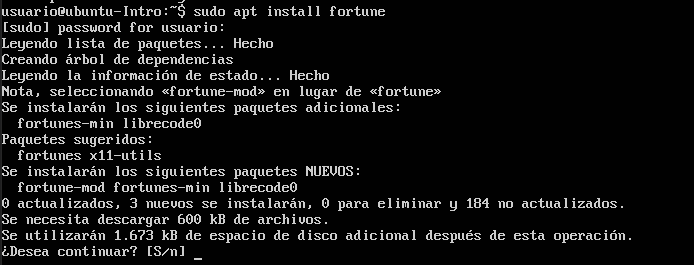 usuario@ubuntu-Intro:~$ sudo apt install fortune
[sudo] password for usuario:
Leyendo lista de paquetes... Hecho
Creando árbol de dependencias
Leyendo la información de estado... Hecho
Nota, seleccionando «fortune-mod» en lugar de «fortune»
Se instalarán los siguientes paquetes adicionales:
  fortunes-min librecode0
Paquetes sugeridos:
  fortunes x11-utils
Se instalarán los siguientes paquetes NUEVOS:
  fortune-mod fortunes-min librecode0
0 actualizados, 3 nuevos se instalarán, 0 para eliminar y 184 no actualizados.
Se necesita descargar 600 kB de archivos.
Se utilizarán 1.673 kB de espacio de disco adicional después de esta operación.
¿Desea continuar? [S/n] _